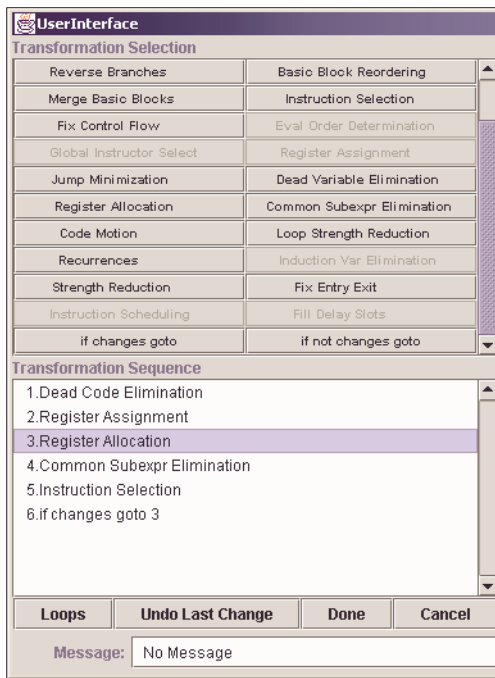 UserInterface
Transformation Selection
Reverse Branches Basic Block Reordering
Merge Basic Blocks Instruction Selection
Fix Control Flow Eval Order Determination
Global Instructor Select Register Assignment
Jump Minimization Dead Variable Elimination
Register Allocation Common Subexpr Elimination
Code Motion Loop Strength Reduction
Recurrences Induction Var Elimination
Strength Reduction Fix Entry Exit
Instruction Scheduling Fill Delay Slots
if changes goto if not changes goto
Transformation Sequence
1.Dead Code Elimination
2.Register Assignment
3.Register Allocation
4.Common Subexpr Elimination
5.Instruction Selection
6.if changes goto 3
Loops Undo Last Change Done Cancel
Message: No Message